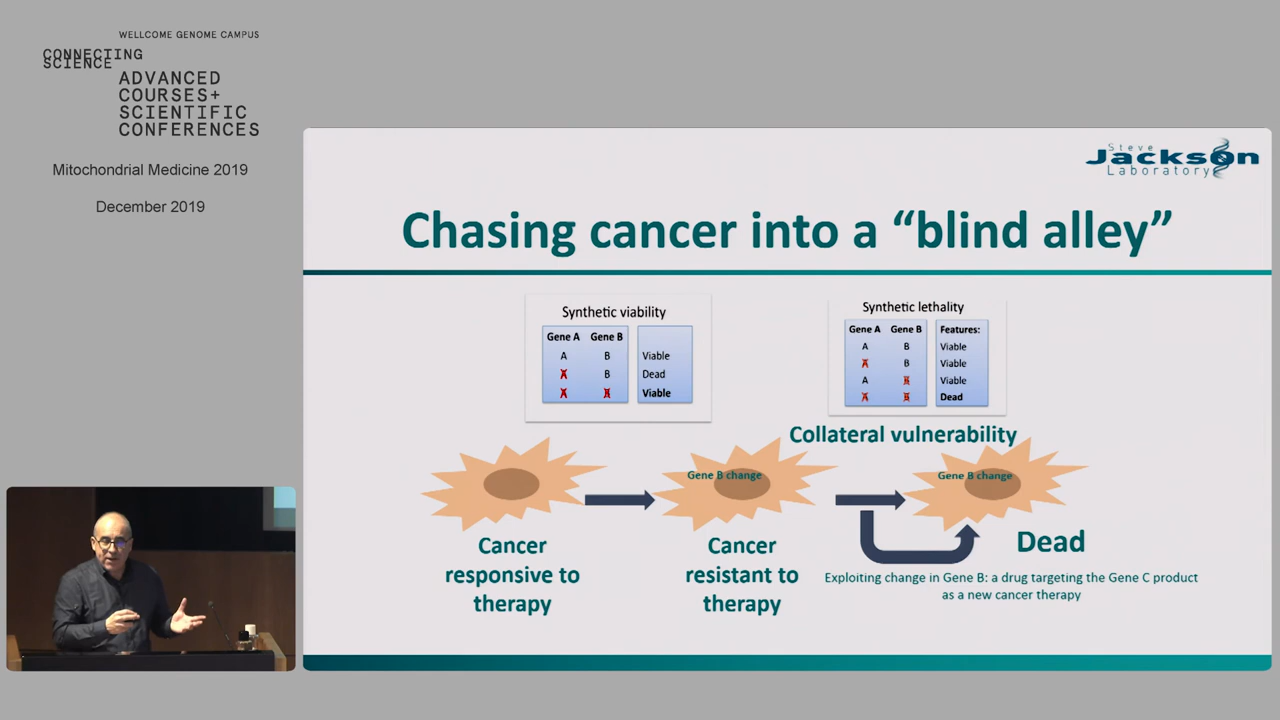 WELLCOME GENOME CAMPUS
CONNECTING
SCIENCE
ADVANCED
COURSES+
SCIENTIFIC
CONFERENCES
Mitochondrial Medicine 2019
December 2019
Steve
Jackson
Laboratory
Chasing cancer into a “blind alley”
Synthetic viability
Gene A Gene B
A B Viable
A B Dead
A B Viable
Synthetic lethality
Gene A Gene B Features:
A B Viable
A B Viable
A B Viable
A B Dead
Collateral vulnerability
Gene B change
Gene B change
Cancer
responsive to
therapy
Cancer
resistant to
therapy
Dead
Exploiting change in Gene B: a drug targeting the Gene C product
as a new cancer therapy